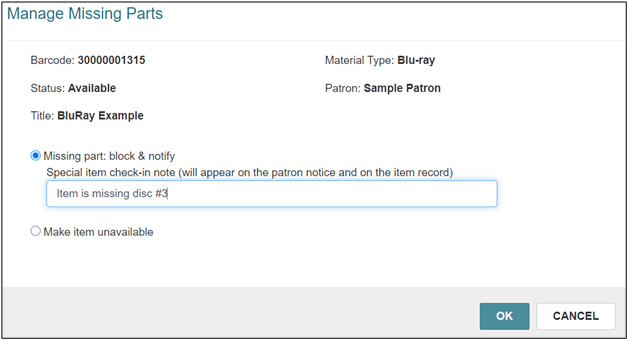 Manage Missing Parts
Barcode: 30000001315 Material Type: Blu-ray
Status: Available Patron: Sample Patron
Title: BluRay Example
Missing part: block & notify
Special item check-in note (will appear on the patron notice and on the item record)
Item is missing disc #3
Make item unavailable
OK CANCEL